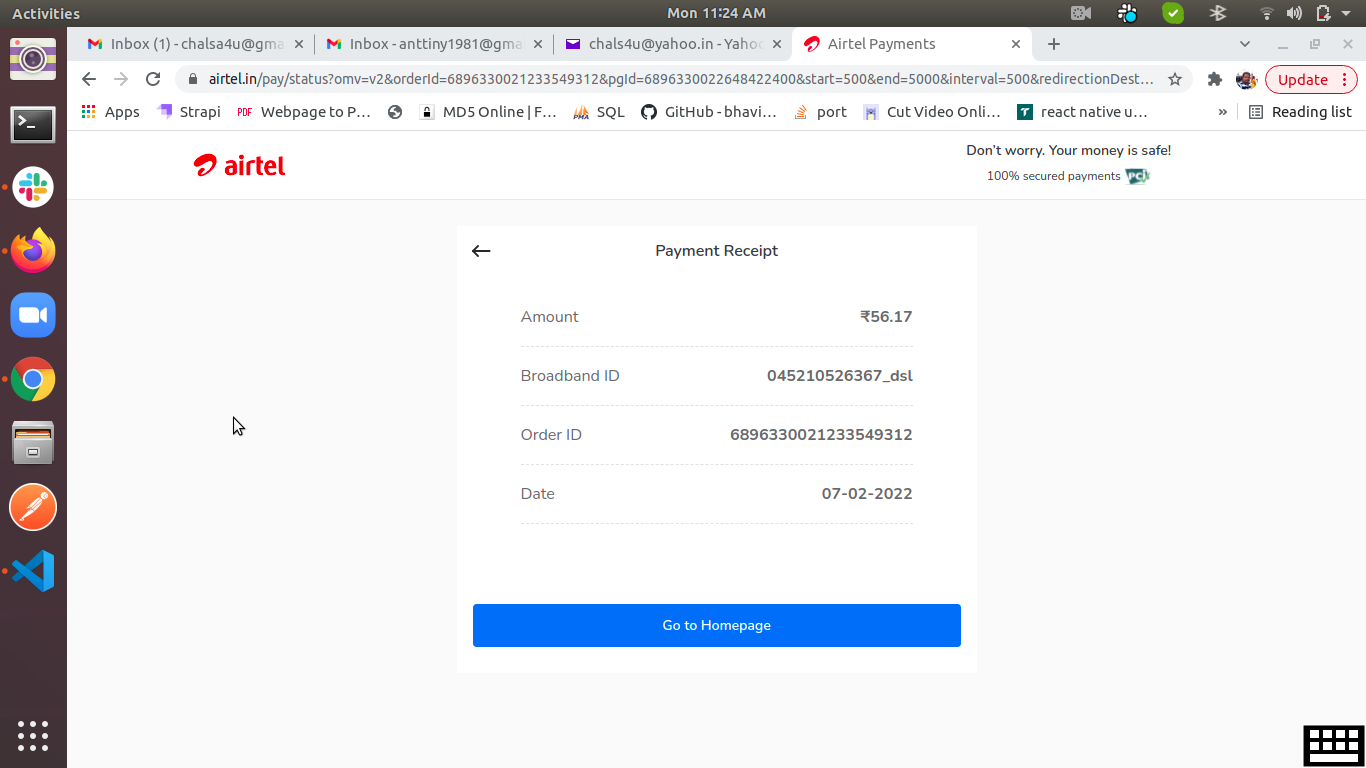 Activities
Mon 11:24 AM
Inbox (1) - chalsa4u@gma
Inbox - anttiny1981@gma
chals4u@yahoo.in - Yahoo
Airtel Payments
airtel.in/pay/status?omv=v2&orderId=6896330021233549312&pgId=6896330022648422400&start=500&end=5000&interval=500&redirectionDest...
Update
Apps
Strapi
PDF Webpage to P...
MD5 Online | F...
PMA SQL
GitHub - bhavi...
port
Cut Video Onli...
T react native u...
»
Reading list
airtel
Don't worry. Your money is safe!
100% secured payments PCI
Payment Receipt
Amount ₹56.17
Broadband ID 045210526367_dsl
Order ID 6896330021233549312
Date 07-02-2022
Go to Homepage